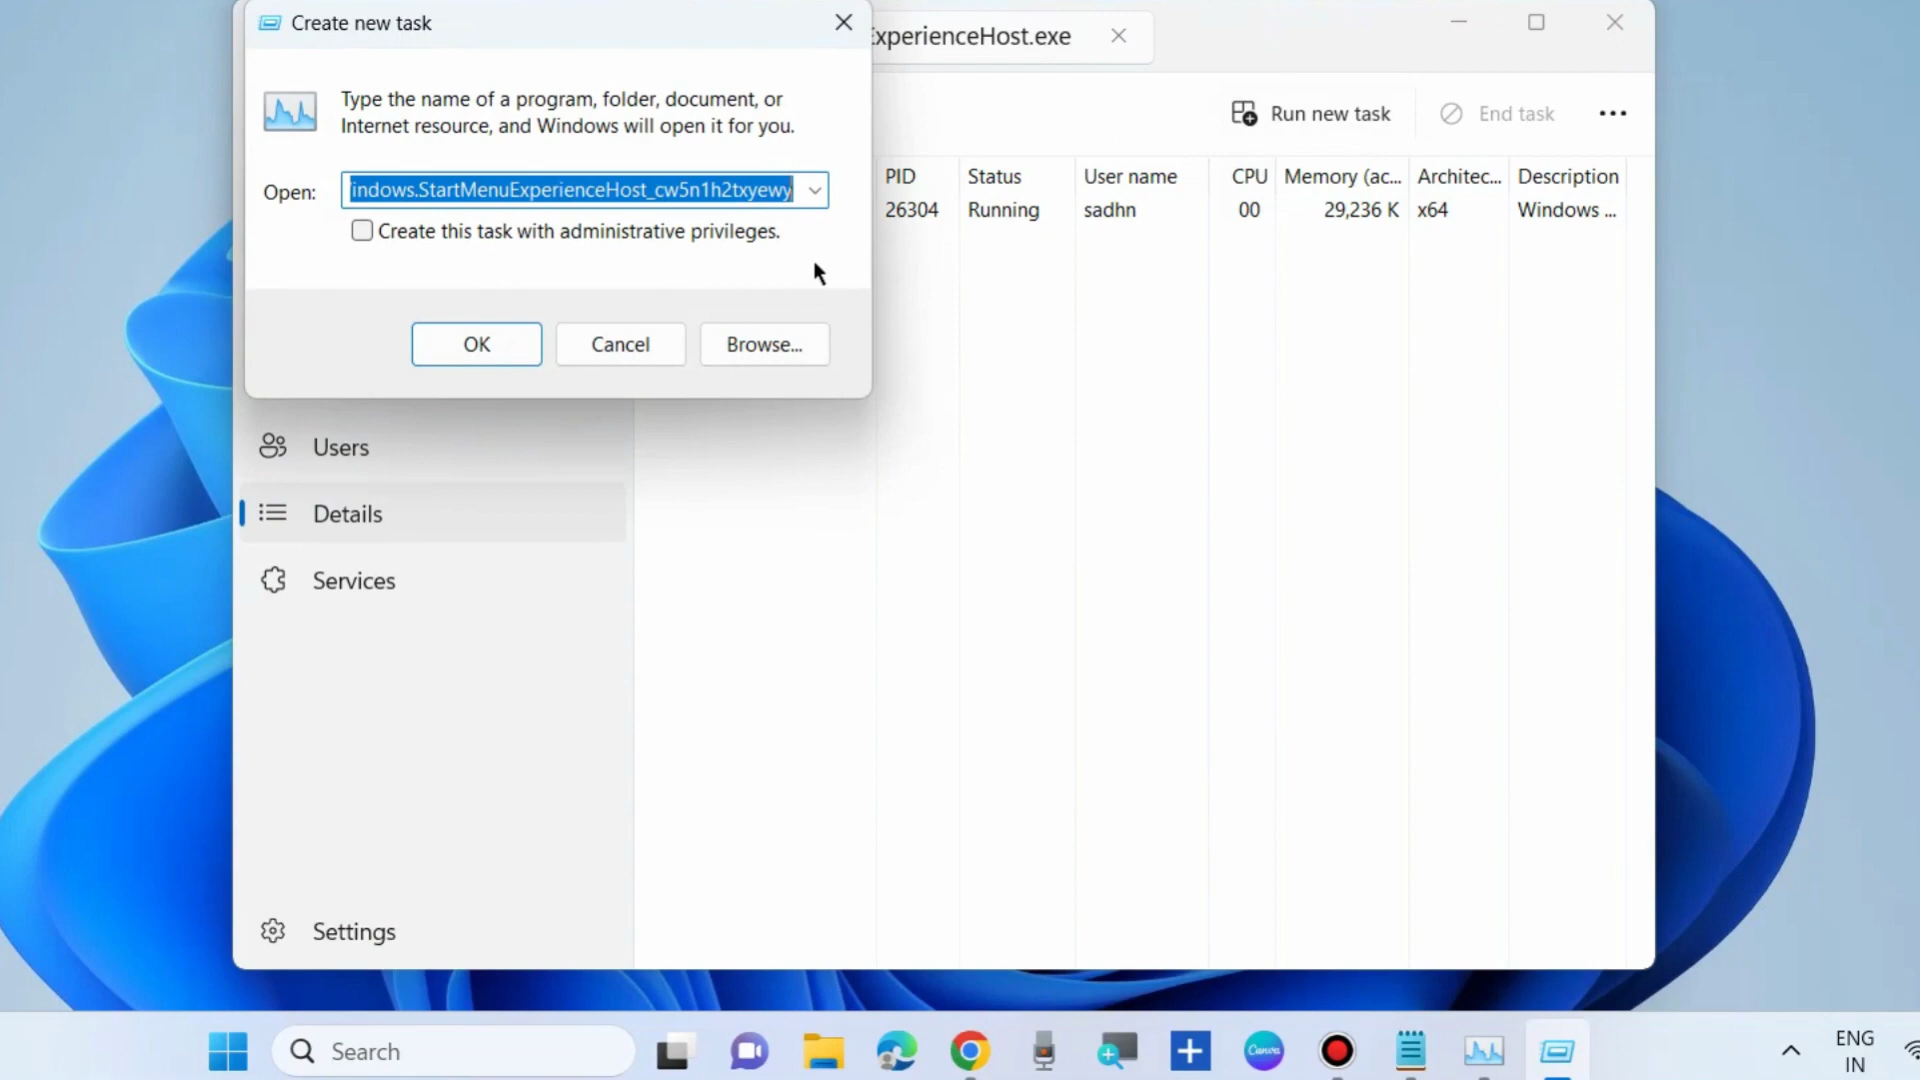 Create new task
ExperienceHost.exe
Type the name of a program, folder, document, or
Internet resource, and Windows will open it for you.
Run new task
End task
Open:
indows.StartMenuExperienceHost_cw5n1h2txyewy
Create this task with administrative privileges.
PID Status User name CPU Memory (ac... Architec... Description
26304 Running sadhn 00 29,236 K x64 Windows ...
OK
Cancel
Browse...
Users
Details
Services
Settings
Search
Canva
ENG
IN